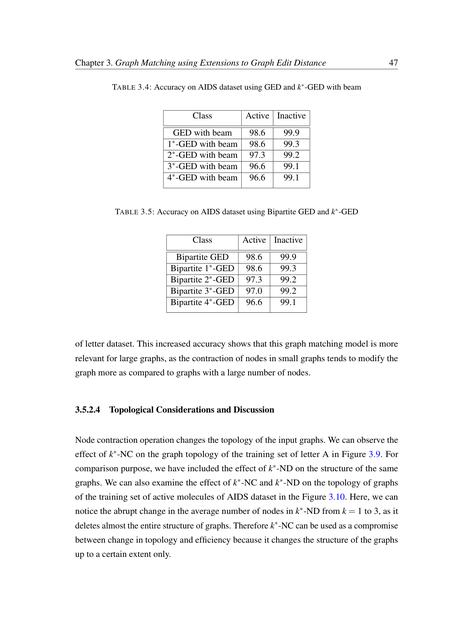 Chapter 3. Graph Matching using Extensions to Graph Edit Distance 47
TABLE 3.4: Accuracy on AIDS dataset using GED and k*-GED with beam
Class Active Inactive
GED with beam 98.6 99.9
1*-GED with beam 98.6 99.3
2*-GED with beam 97.3 99.2
3*-GED with beam 96.6 99.1
4*-GED with beam 96.6 99.1
TABLE 3.5: Accuracy on AIDS dataset using Bipartite GED and k*-GED
Class Active Inactive
Bipartite GED 98.6 99.9
Bipartite 1*-GED 98.6 99.3
Bipartite 2*-GED 97.3 99.2
Bipartite 3*-GED 97.0 99.2
Bipartite 4*-GED 96.6 99.1
of letter dataset. This increased accuracy shows that this graph matching model is more
relevant for large graphs, as the contraction of nodes in small graphs tends to modify the
graph more as compared to graphs with a large number of nodes.
3.5.2.4 Topological Considerations and Discussion
Node contraction operation changes the topology of the input graphs. We can observe the
effect of k*-NC on the graph topology of the training set of letter A in Figure 3.9. For
comparison purpose, we have included the effect of k*-ND on the structure of the same
graphs. We can also examine the effect of k*-NC and k*-ND on the topology of graphs
of the training set of active molecules of AIDS dataset in the Figure 3.10. Here, we can
notice the abrupt change in the average number of nodes in k*-ND from k = 1 to 3, as it
deletes almost the entire structure of graphs. Therefore k*-NC can be used as a compromise
between change in topology and efficiency because it changes the structure of the graphs
up to a certain extent only.